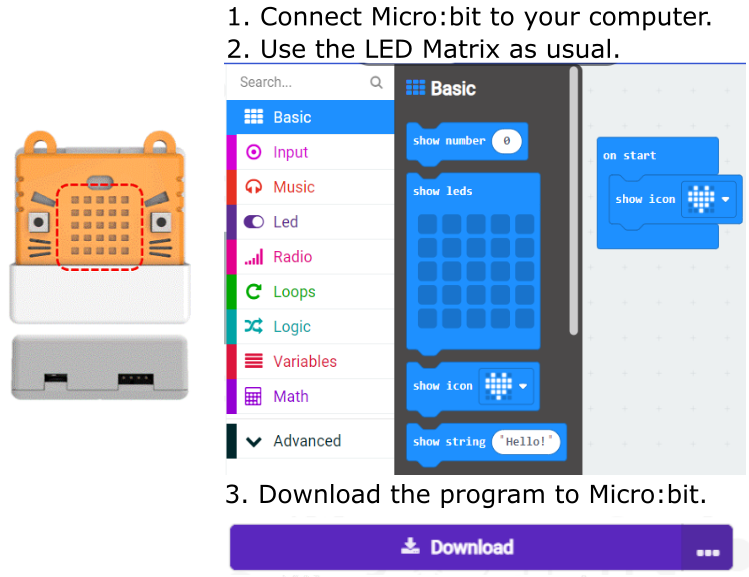 1. Connect Micro:bit to your computer.
2. Use the LED Matrix as usual.
Search...
Basic
Input
Music
Led
Radio
Loops
Logic
Variables
Math
Advanced
Basic
show number 0
show leds
show icon
show string "Hello!"
on start
show icon
3. Download the program to Micro:bit.
Download